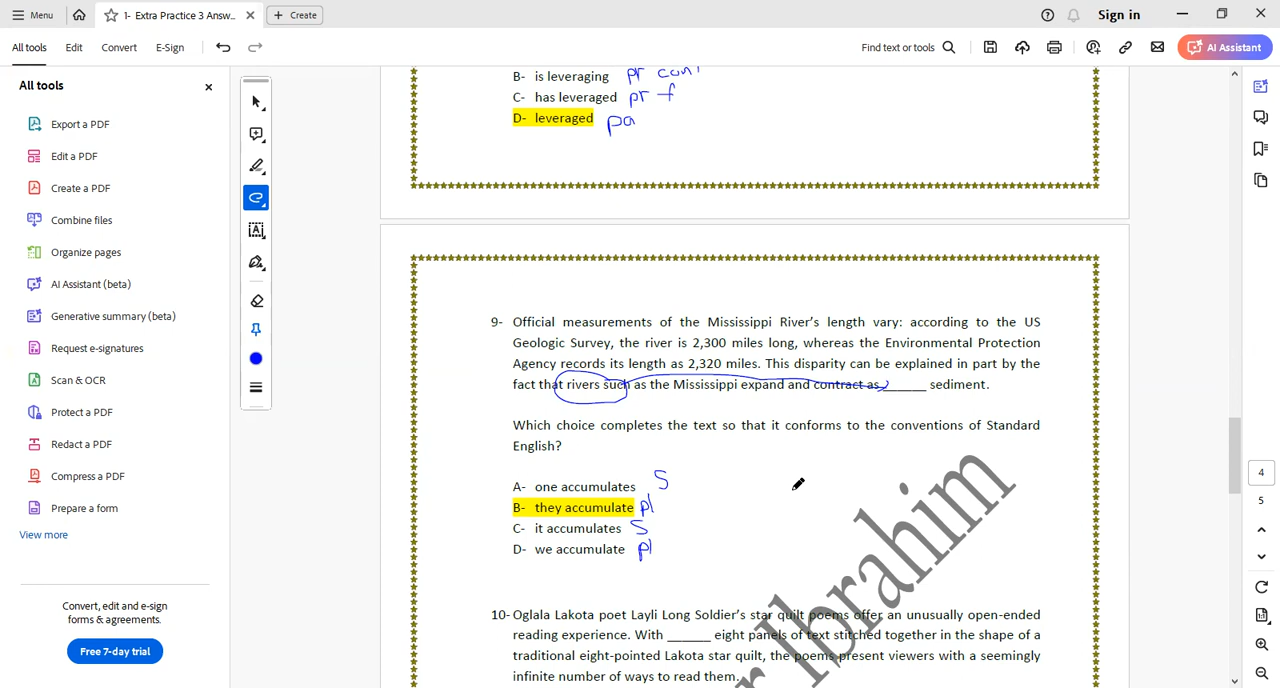 Menu
1- Extra Practice 3 Answ...
Create
Sign in
All tools
Edit
Convert
E-Sign
Find text or tools
AI Assistant
All tools
Export a PDF
Edit a PDF
Create a PDF
Combine files
Organize pages
AI Assistant (beta)
Generative summary (beta)
Request e-signatures
Scan & OCR
Protect a PDF
Redact a PDF
Compress a PDF
Prepare a form
View more
Convert, edit and e-sign
forms & agreements.
Free 7-day trial
B- is leveraging pr cont
C- has leveraged pr f
D- leveraged pa
9- Official measurements of the Mississippi River's length vary: according to the US
Geologic Survey, the river is 2,300 miles long, whereas the Environmental Protection
Agency records its length as 2,320 miles. This disparity can be explained in part by the
fact that rivers such as the Mississippi expand and contract as ______ sediment.
Which choice completes the text so that it conforms to the conventions of Standard
English?
A- one accumulates S
B- they accumulate pl
C- it accumulates S
D- we accumulate pl
10- Oglala Lakota poet Layli Long Soldier's star quilt poems offer an unusually open-ended
reading experience. With ______ eight panels of text stitched together in the shape of a
traditional eight-pointed Lakota star quilt, the poems present viewers with a seemingly
infinite number of ways to read them.
Ibrahim
4
5